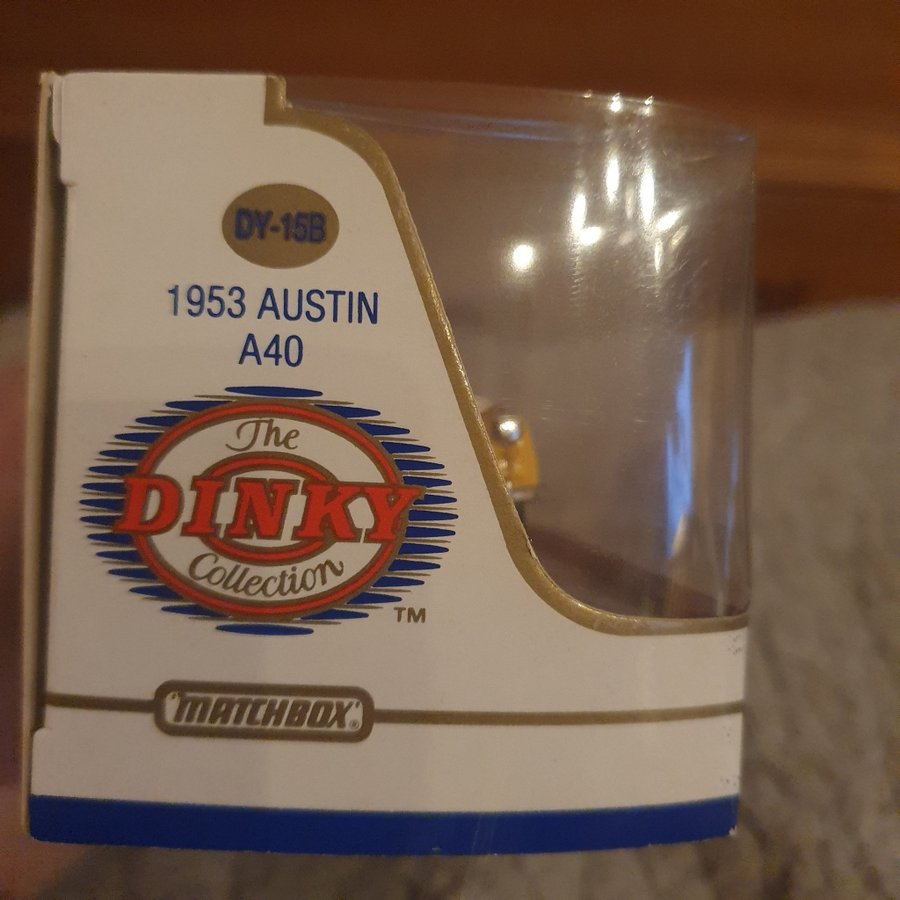 DY-15B
1953 AUSTIN
A40
The
DINKY
Collection
TM
"MATCHBOX"®